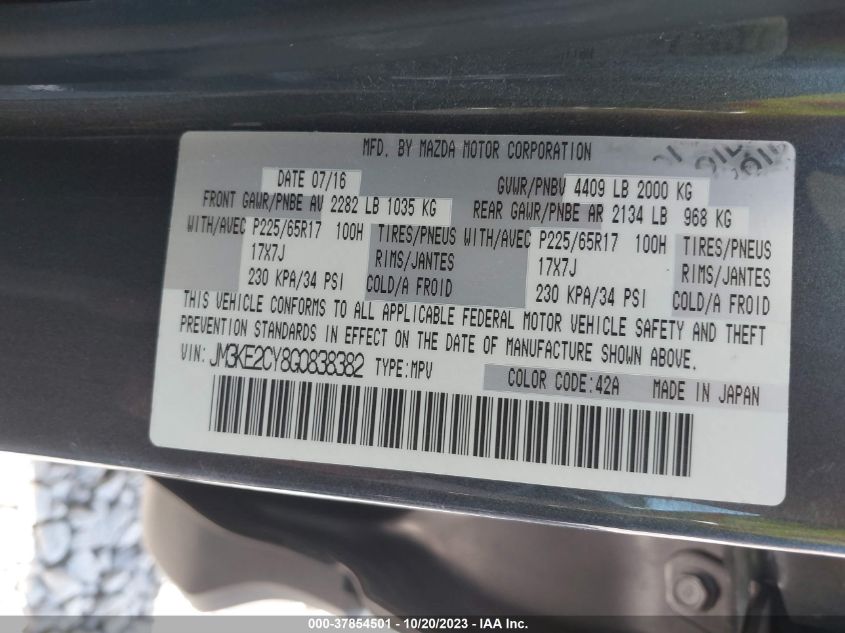 MFD. BY MAZDA MOTOR CORPORATION
DATE 07/16 GVWR/PNBV 4409 LB 2000 KG
FRONT GAWR/PNBE AV 2282 LB 1035 KG REAR GAWR/PNBE AR 2134 LB 968 KG
WITH/AVEC P225/65R17 100H TIRES/PNEUS WITH/AVEC P225/65R17 100H TIRES/PNEUS
17X7J RIMS/JANTES 17X7J RIMS/JANTES
230 KPA/34 PSI COLD/A FROID 230 KPA/34 PSI COLD/A FROID
THIS VEHICLE CONFORMS TO ALL APPLICABLE FEDERAL MOTOR VEHICLE SAFETY AND THEFT
PREVENTION STANDARDS IN EFFECT ON THE DATE OF MANUFACTURE SHOWN ABOVE.
VIN: JM3KE2CY8G0838382 TYPE:MPV
COLOR CODE:42A MADE IN JAPAN
000-37854501 - 10/20/2023 - IAA Inc.